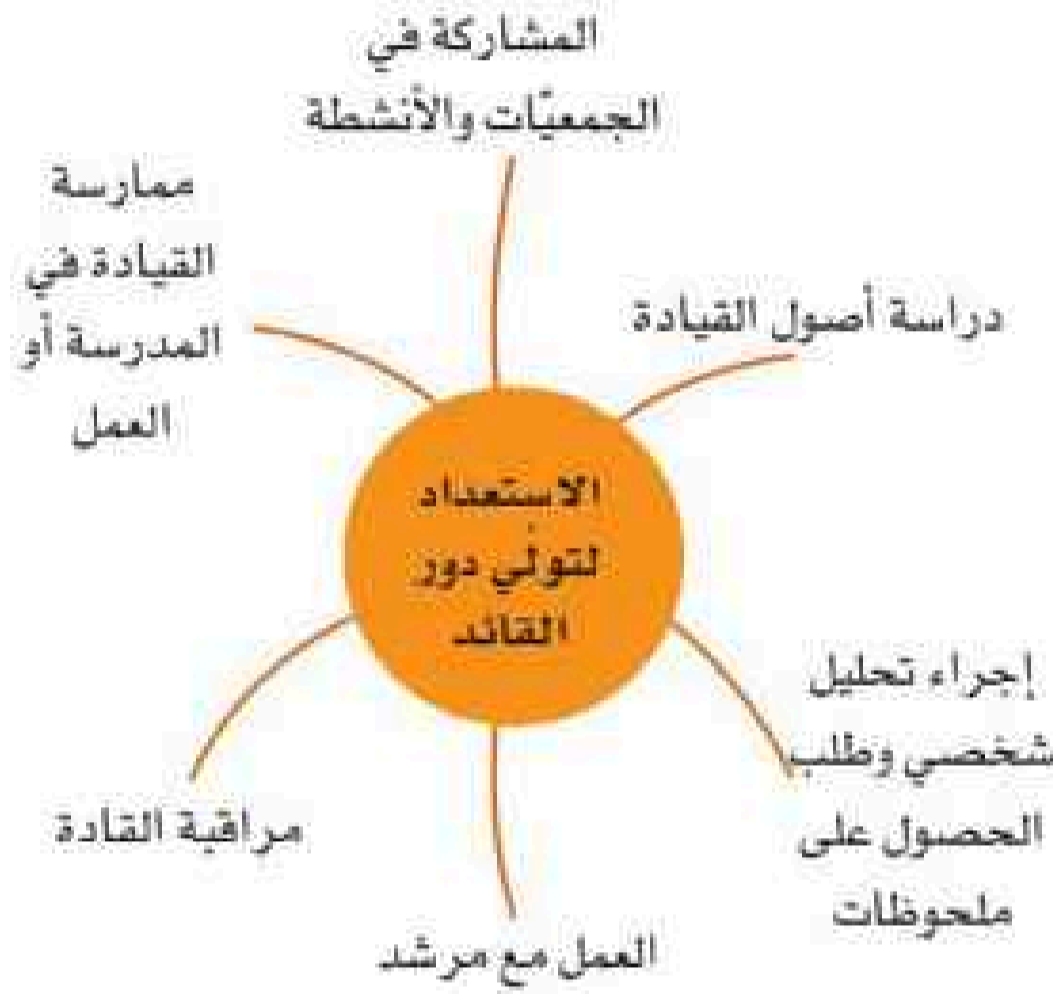 المشاركة في
الجمعيّات والأنشطة
دراسة أصول القيادة
ممارسة
القيادة في
المدرسة أو
العمل
الاستعداد
لتولّي دور
القائد
إجراء تحليل
شخصي وطلب
الحصول على
ملحوظات
مراقبة القادة
العمل مع مرشد